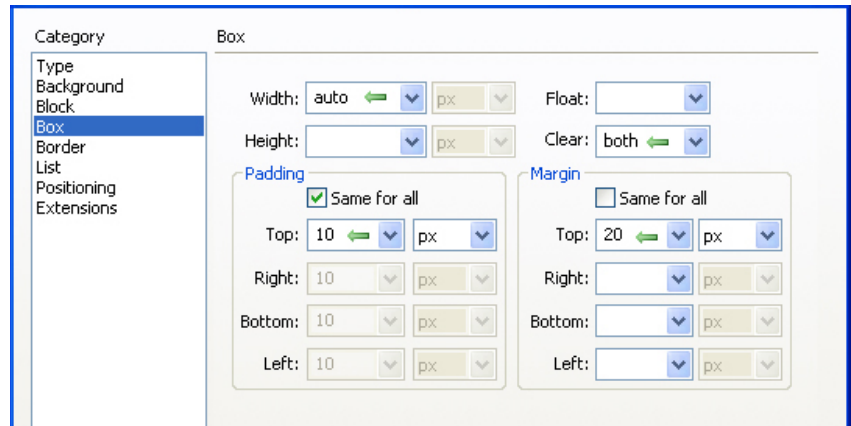 Category
Box
Type
Background
Block
Box
Border
List
Positioning
Extensions
Width: auto px Float:
Height: px Clear: both
Padding Margin
Same for all Same for all
Top: 10 px Top: 20 px
Right: 10 px Right: px
Bottom: 10 px Bottom: px
Left: 10 px Left: px